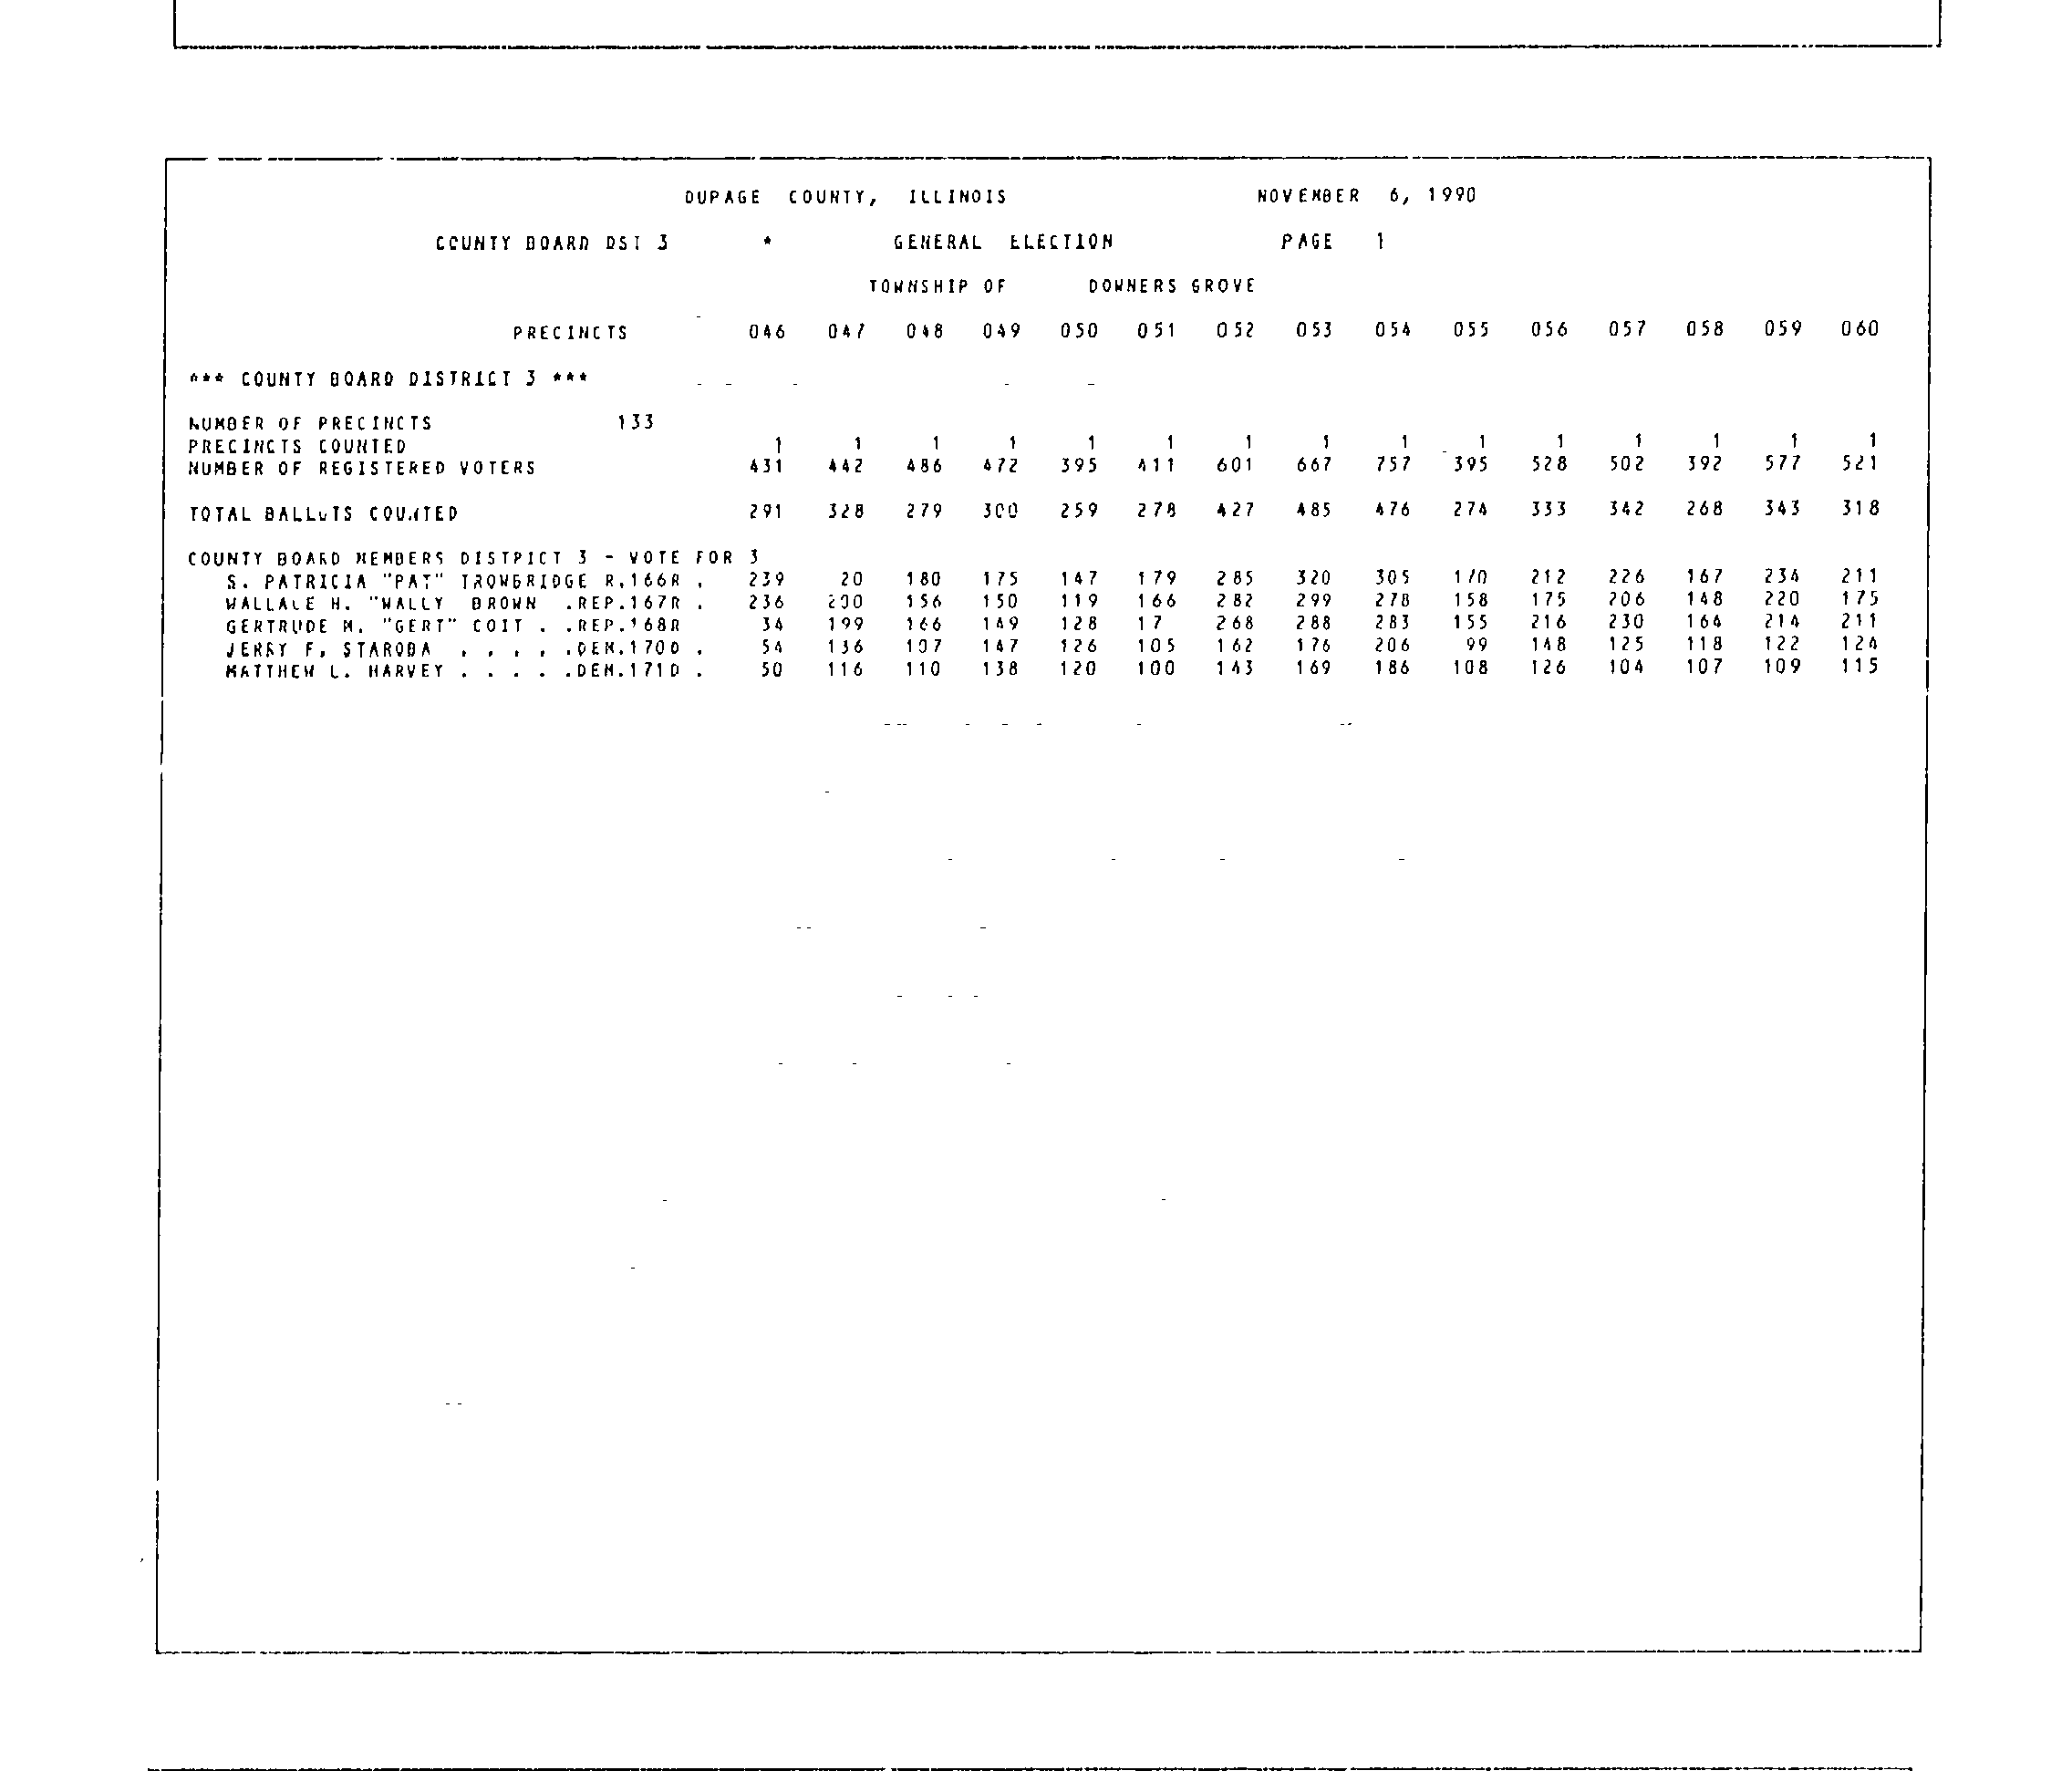 DUPAGE COUNTY, ILLINOIS NOVEMBER 6, 1990
COUNTY BOARD DST 3 * GENERAL ELECTION PAGE 1
TOWNSHIP OF DOWNERS GROVE
PRECINCTS 046 047 048 049 050 051 052 053 054 055 056 057 058 059 060
*** COUNTY BOARD DISTRICT 3 ***
NUMBER OF PRECINCTS 133
PRECINCTS COUNTED 1 1 1 1 1 1 1 1 1 1 1 1 1 1 1
NUMBER OF REGISTERED VOTERS 431 442 486 472 395 411 601 667 757 395 528 502 392 577 521
TOTAL BALLOTS COUNTED 291 328 279 300 259 278 427 485 476 274 333 342 268 343 318
COUNTY BOARD MEMBERS DISTRICT 3 - VOTE FOR 3
S. PATRICIA "PAT" TROWBRIDGE R.166R . 239 20 180 175 147 179 285 320 305 170 212 226 167 234 211
WALLACE H. "WALLY BROWN .REP.167R . 236 200 156 150 119 166 282 299 278 158 175 206 148 220 175
GERTRUDE M. "GERT" COIT . .REP.168R 34 199 166 149 128 17 268 288 283 155 216 230 164 214 211
JERRY F. STAROBA . . . . .DEM.170D . 54 136 107 147 126 105 162 176 206 99 148 125 118 122 124
MATTHEW L. HARVEY . . . . .DEM.171D . 50 116 110 138 120 100 143 169 186 108 126 104 107 109 115